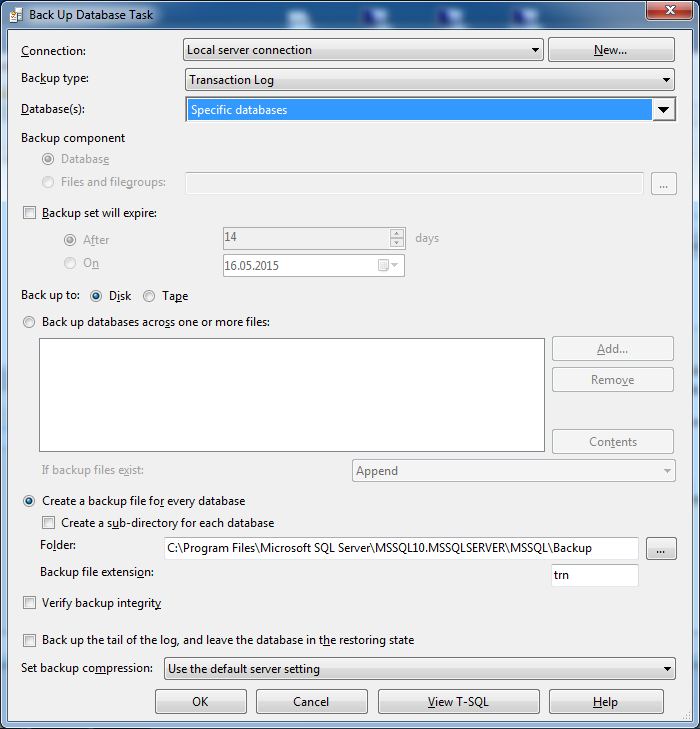 Back Up Database Task
Connection: Local server connection New...
Backup type: Transaction Log
Database(s): Specific databases
Backup component
Database
Files and filegroups: ...
Backup set will expire:
After 14 days
On 16.05.2015
Back up to: Disk Tape
Back up databases across one or more files:
Add...
Remove
Contents
If backup files exist: Append
Create a backup file for every database
Create a sub-directory for each database
Folder: C:\Program Files\Microsoft SQL Server\MSSQL10.MSSQLSERVER\MSSQL\Backup ...
Backup file extension: trn
Verify backup integrity
Back up the tail of the log, and leave the database in the restoring state
Set backup compression: Use the default server setting
OK Cancel View T-SQL Help